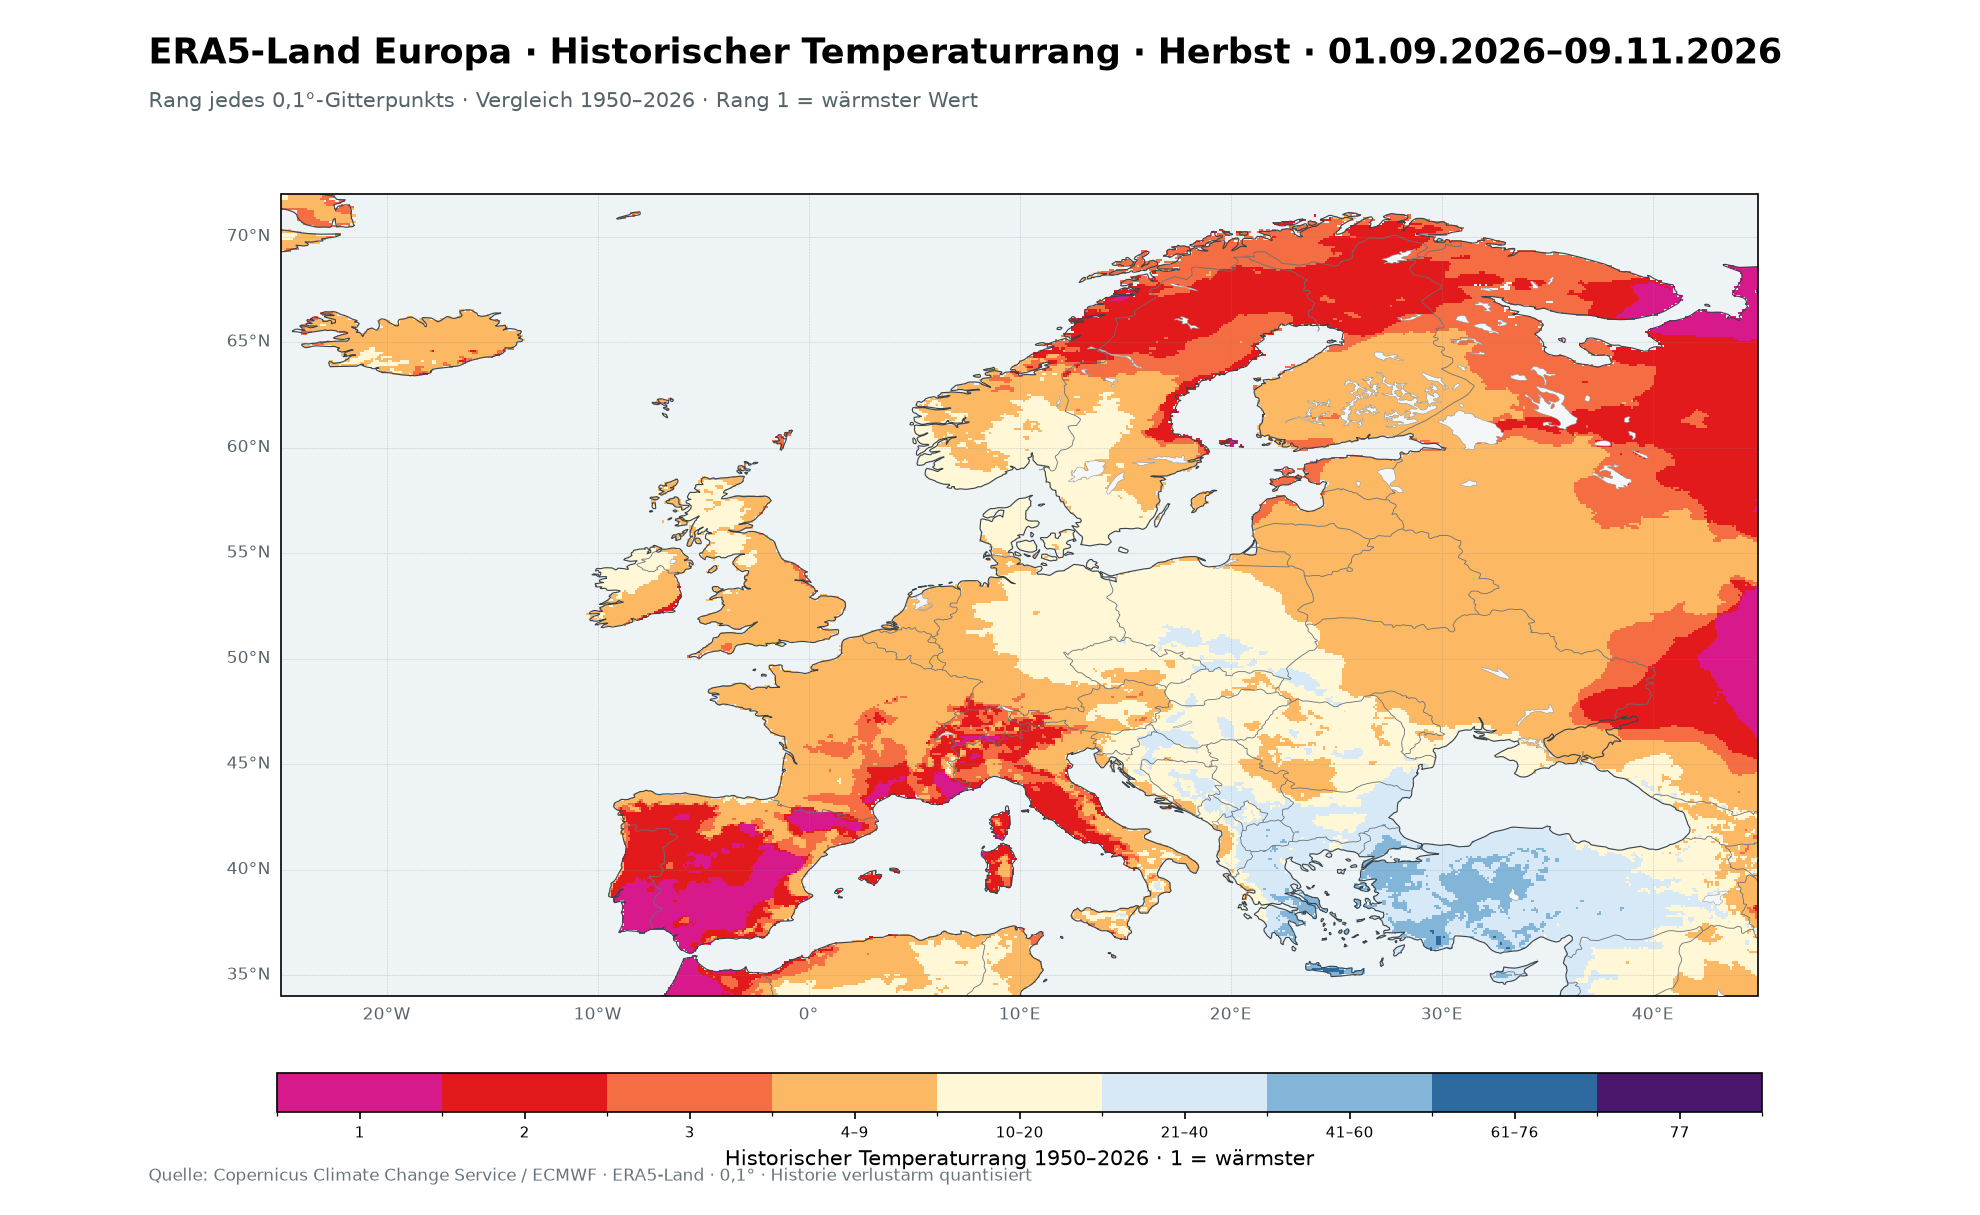 ERA5-Land Europa · Historischer Temperaturrang · Herbst · 01.09.2026–09.11.2026
Rang jedes 0,1°-Gitterpunkts · Vergleich 1950–2026 · Rang 1 = wärmster Wert
70°N
65°N
60°N
55°N
50°N
45°N
40°N
35°N
20°W 10°W 0° 10°E 20°E 30°E 40°E
1 2 3 4–9 10–20 21–40 41–60 61–76 77
Historischer Temperaturrang 1950–2026 · 1 = wärmster
Quelle: Copernicus Climate Change Service / ECMWF · ERA5-Land · 0,1° · Historie verlustarm quantisiert